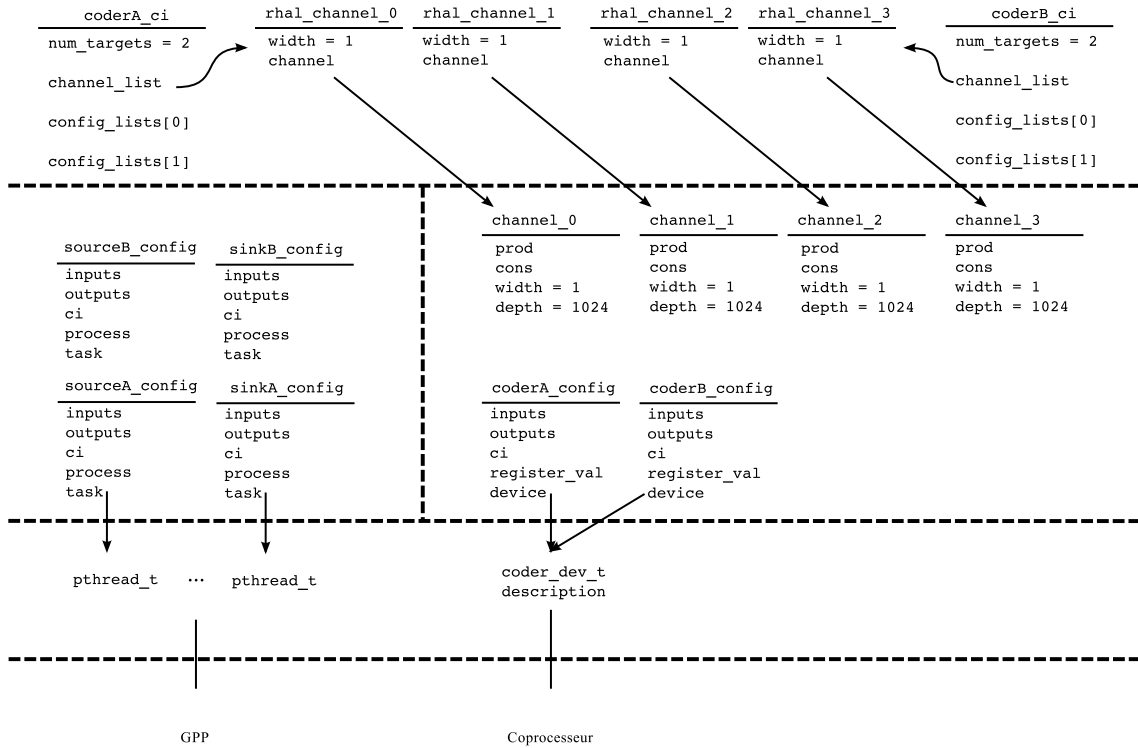 coderA_ci
num_targets = 2
channel_list
config_lists[0]
config_lists[1]
rhal_channel_0
width = 1
channel
rhal_channel_1
width = 1
channel
rhal_channel_2
width = 1
channel
rhal_channel_3
width = 1
channel
coderB_ci
num_targets = 2
channel_list
config_lists[0]
config_lists[1]
sourceB_config
inputs
outputs
ci
process
task
sinkB_config
inputs
outputs
ci
process
task
sourceA_config
inputs
outputs
ci
process
task
sinkA_config
inputs
outputs
ci
process
task
channel_0
prod
cons
width = 1
depth = 1024
channel_1
prod
cons
width = 1
depth = 1024
channel_2
prod
cons
width = 1
depth = 1024
channel_3
prod
cons
width = 1
depth = 1024
coderA_config
inputs
outputs
ci
register_val
device
coderB_config
inputs
outputs
ci
register_val
device
pthread_t ... pthread_t
coder_dev_t
description
GPP
Coprocesseur